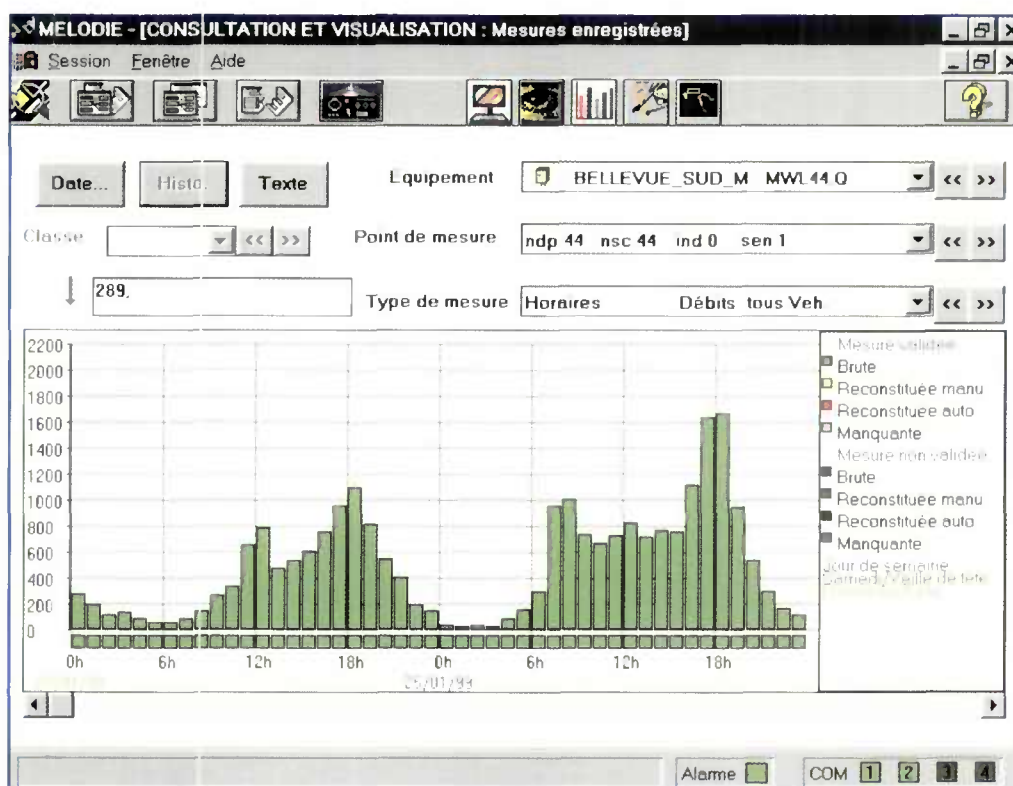 MELODIE - [CONSULTATION ET VISUALISATION : Mesures enregistrées]
Session Fenêtre Aide
Date... Histo. Texte Equipement BELLEVUE_SUD_M MWL44.Q << >>
Classe << >> Point de mesure ndp 44 nsc 44 ind 0 sen 1 << >>
289, Type de mesure Horaires Débits tous Veh << >>
2200
2000
1800
1600
1400
1200
1000
800
600
400
200
0
0h 6h 12h 18h 0h 6h 12h 18h
Mesure validée
Brute
Reconstituée manu
Reconstituée auto
Manquante
Mesure non validée
Brute
Reconstituée manu
Reconstituée auto
Manquante
Jour de semaine
Samedi/Veille de fête
Alarme COM 1 2 3 4